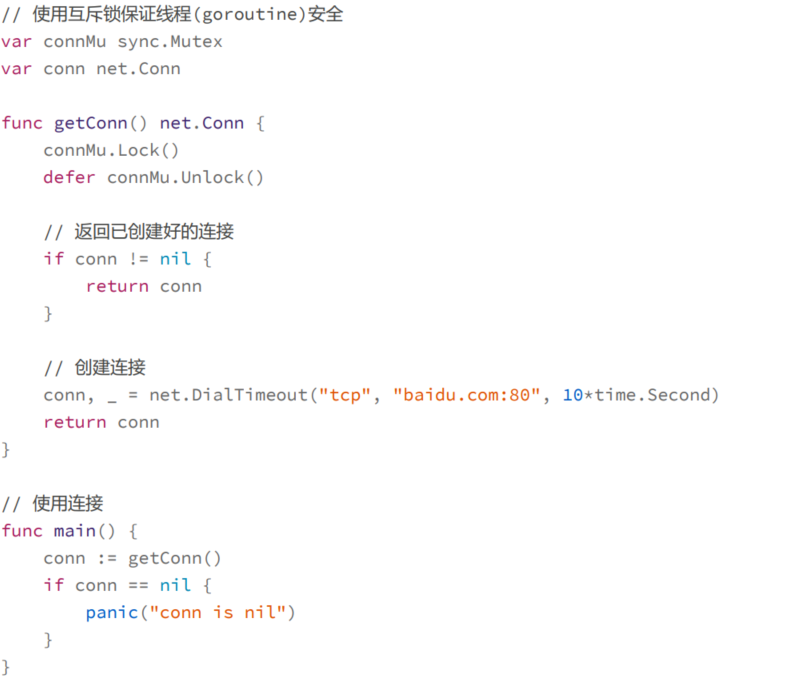 // 使用互斥锁保证线程(goroutine)安全
var connMu sync.Mutex
var conn net.Conn

func getConn() net.Conn {
    connMu.Lock()
    defer connMu.Unlock()

    // 返回已创建好的连接
    if conn != nil {
        return conn
    }

    // 创建连接
    conn, _ = net.DialTimeout("tcp", "baidu.com:80", 10*time.Second)
    return conn
}

// 使用连接
func main() {
    conn := getConn()
    if conn == nil {
        panic("conn is nil")
    }
}